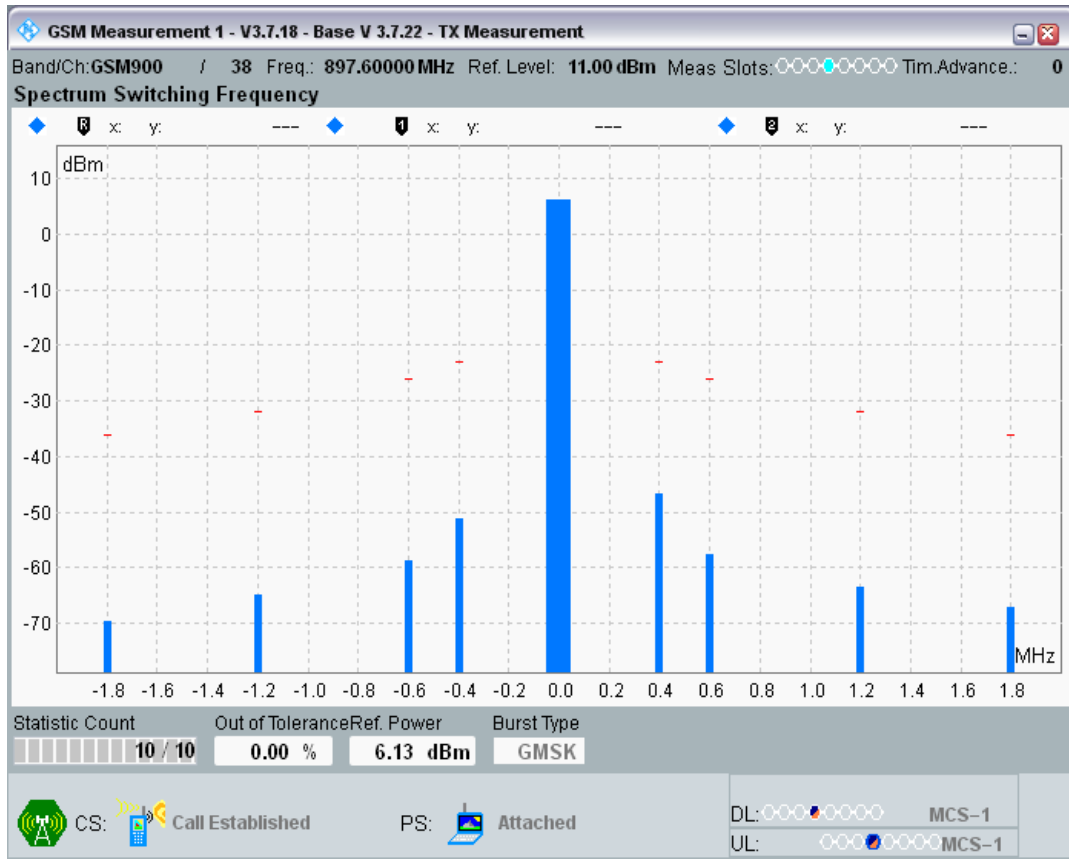 GSM Measurement 1 - V3.7.18 - Base V 3.7.22 - TX Measurement
Band/Ch:GSM900 / 38 Freq.: 897.60000 MHz Ref. Level: 11.00 dBm Meas Slots: Tim.Advance.: 0
Spectrum Switching Frequency
R x: y: --- 1 x: y: --- 2 x: y: ---
dBm
10
0
-10
-20
-30
-40
-50
-60
-70
MHz
-1.8 -1.6 -1.4 -1.2 -1.0 -0.8 -0.6 -0.4 -0.2 0.0 0.2 0.4 0.6 0.8 1.0 1.2 1.4 1.6 1.8
Statistic Count Out of Tolerance Ref. Power Burst Type
10 / 10 0.00 % 6.13 dBm GMSK
CS: Call Established PS: Attached
DL: MCS-1
UL: MCS-1